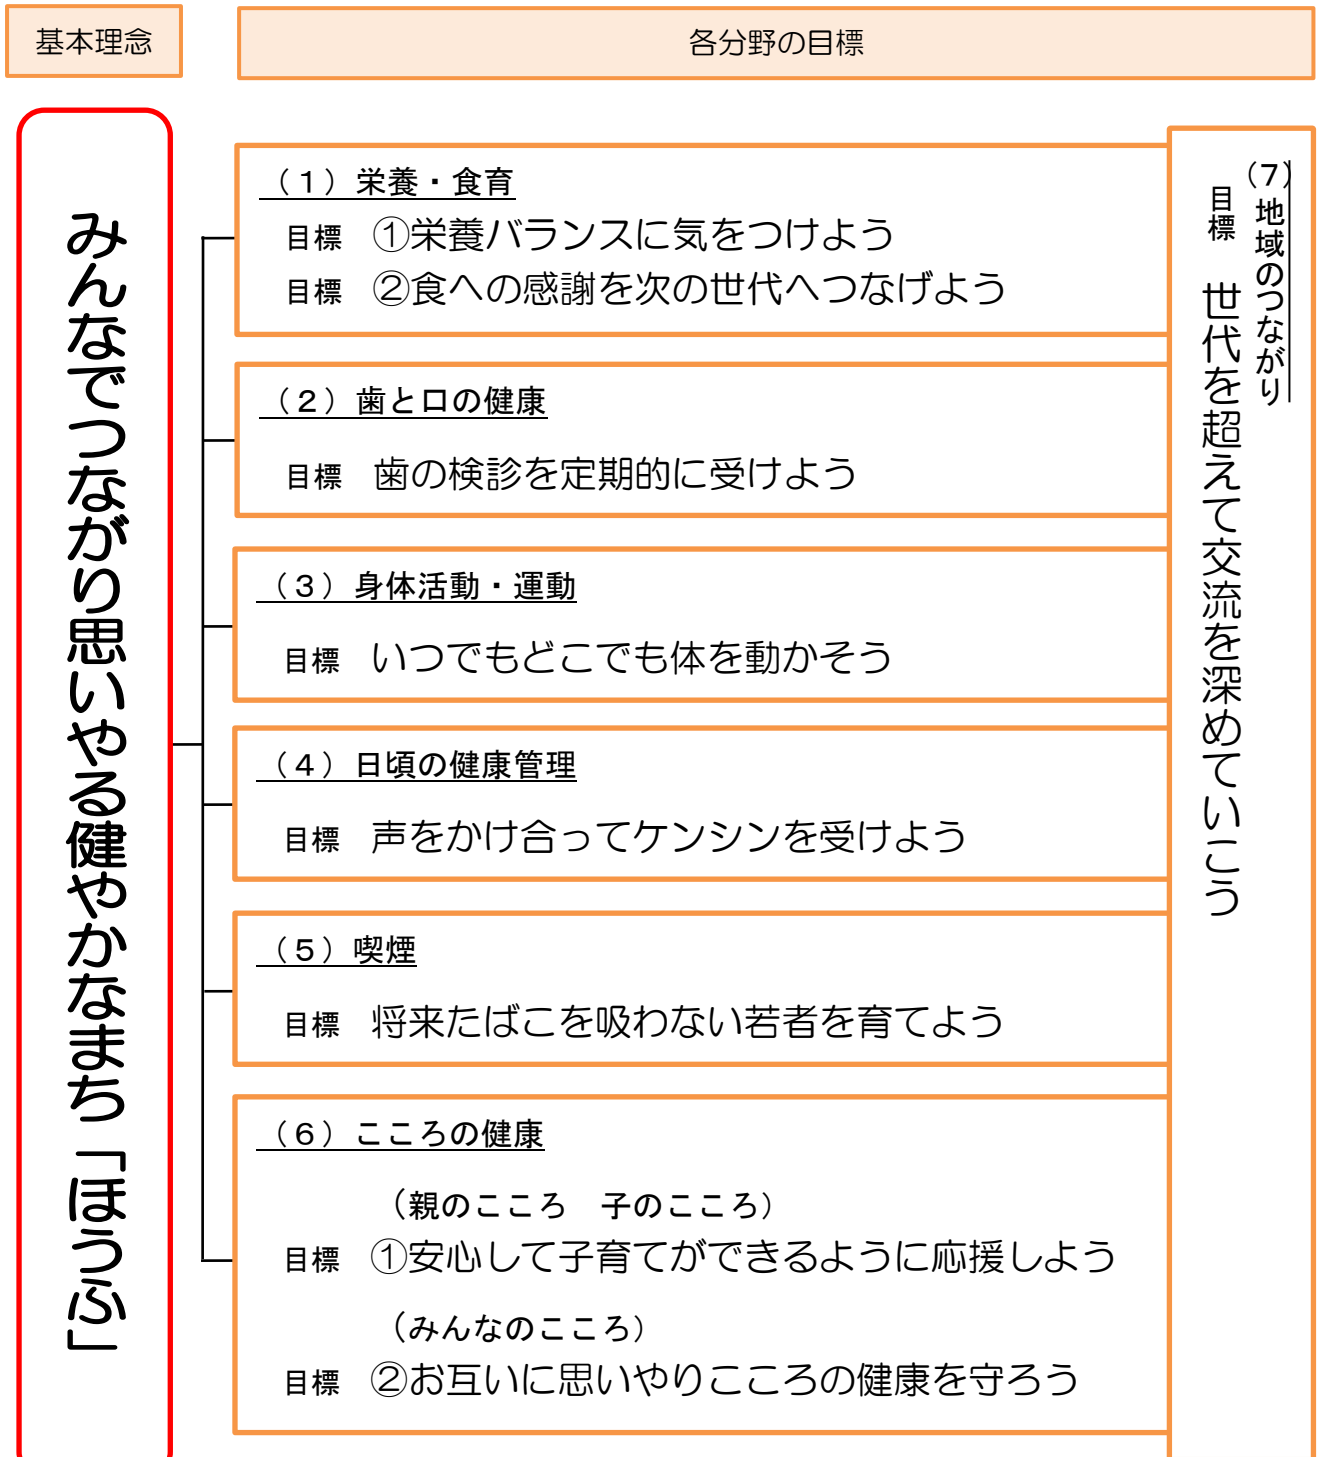 基本理念
各分野の目標
みんなでつながり思いやる健やかなまち「ほうふ」
（１）栄養・食育
目標　①栄養バランスに気をつけよう
目標　②食への感謝を次の世代へつなげよう
（２）歯と口の健康
目標　歯の検診を定期的に受けよう
（３）身体活動・運動
目標　いつでもどこでも体を動かそう
（４）日頃の健康管理
目標　声をかけ合ってケンシンを受けよう
（５）喫煙
目標　将来たばこを吸わない若者を育てよう
（６）こころの健康
（親のこころ　子のこころ）
目標　①安心して子育てができるように応援しよう
（みんなのこころ）
目標　②お互いに思いやりこころの健康を守ろう
（7）地域のつながり
目標　世代を超えて交流を深めていこう